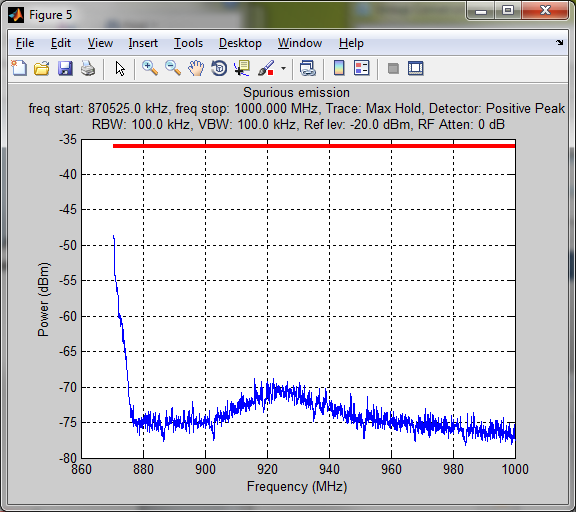 Figure 5
File Edit View Insert Tools Desktop Window Help
Spurious emission
freq start: 870525.0 kHz, freq stop: 1000.000 MHz, Trace: Max Hold, Detector: Positive Peak
RBW: 100.0 kHz, VBW: 100.0 kHz, Ref lev: -20.0 dBm, RF Atten: 0 dB
-35
-40
-45
-50
-55
-60
-65
-70
-75
-80
Power (dBm)
860 880 900 920 940 960 980 1000
Frequency (MHz)